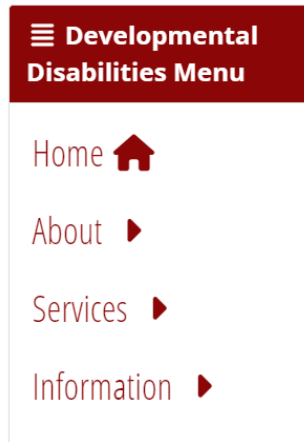 Developmental
Disabilities Menu
Home
About
Services
Information